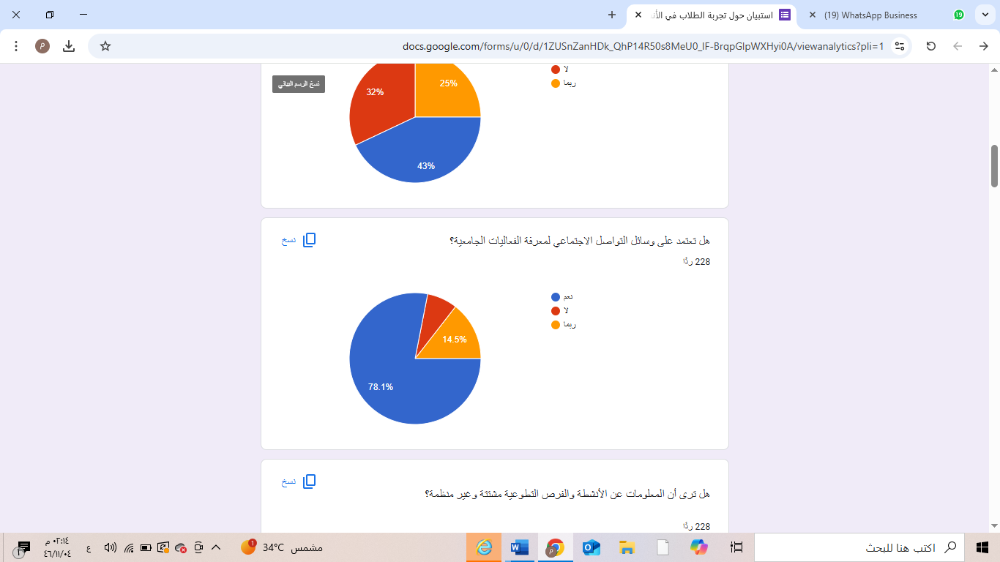 استبيان حول تجربة الطلاب في الأن
(19) WhatsApp Business
19
docs.google.com/forms/u/0/d/1ZUSnZanHDk_QhP14R50s8MeU0_IF-BrqpGlpWXHyi0A/viewanalytics?pli=1
نسخ الرسم البياني
لا
ربما
32%
25%
43%
هل تعتمد على وسائل التواصل الاجتماعي لمعرفة الفعاليات الجامعية؟
نسخ
228 ردًا
نعم
لا
ربما
14.5%
78.1%
نسخ
هل ترى أن المعلومات عن الأنشطة والفرص التطوعية مشتتة وغير منظمة؟
228 ردًا
اكتب هنا للبحث
مشمس 34°C
1
ع
٠٢:١٤ م
٤٦/١١/٠٤
١